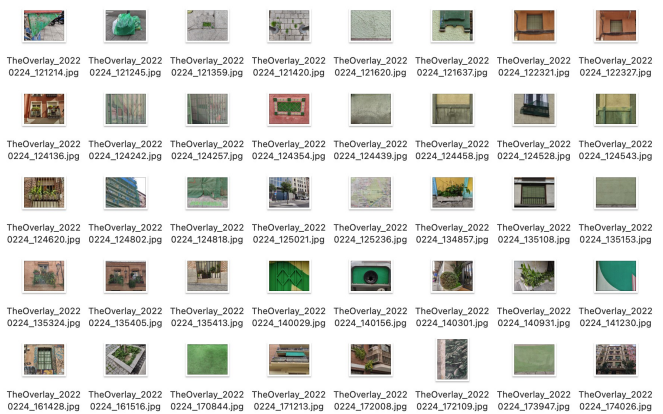 TheOverlay_2022 TheOverlay_2022 TheOverlay_2022 TheOverlay_2022 TheOverlay_2022 TheOverlay_2022 TheOverlay_2022 TheOverlay_2022
0224_121214.jpg 0224_121245.jpg 0224_121359.jpg 0224_121420.jpg 0224_121620.jpg 0224_121637.jpg 0224_122321.jpg 0224_122327.jpg
TheOverlay_2022 TheOverlay_2022 TheOverlay_2022 TheOverlay_2022 TheOverlay_2022 TheOverlay_2022 TheOverlay_2022 TheOverlay_2022
0224_124136.jpg 0224_124242.jpg 0224_124257.jpg 0224_124354.jpg 0224_124439.jpg 0224_124458.jpg 0224_124528.jpg 0224_124543.jpg
TheOverlay_2022 TheOverlay_2022 TheOverlay_2022 TheOverlay_2022 TheOverlay_2022 TheOverlay_2022 TheOverlay_2022 TheOverlay_2022
0224_124620.jpg 0224_124802.jpg 0224_124818.jpg 0224_125021.jpg 0224_125236.jpg 0224_134857.jpg 0224_135108.jpg 0224_135153.jpg
TheOverlay_2022 TheOverlay_2022 TheOverlay_2022 TheOverlay_2022 TheOverlay_2022 TheOverlay_2022 TheOverlay_2022 TheOverlay_2022
0224_135324.jpg 0224_135405.jpg 0224_135413.jpg 0224_140029.jpg 0224_140156.jpg 0224_140301.jpg 0224_140931.jpg 0224_141230.jpg
TheOverlay_2022 TheOverlay_2022 TheOverlay_2022 TheOverlay_2022 TheOverlay_2022 TheOverlay_2022 TheOverlay_2022 TheOverlay_2022
0224_161428.jpg 0224_161516.jpg 0224_170844.jpg 0224_171213.jpg 0224_172008.jpg 0224_172109.jpg 0224_173947.jpg 0224_174026.jpg